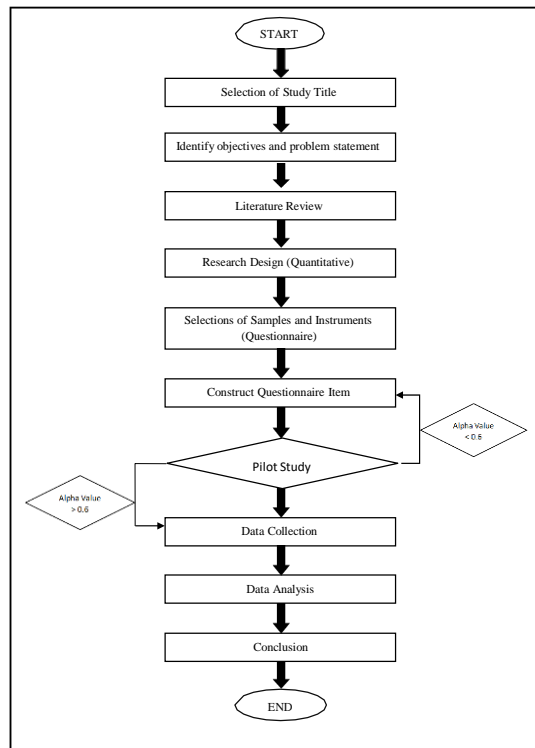 START
Selection of Study Title
Identify objectives and problem statement
Literature Review
Research Design (Quantitative)
Selections of Samples and Instruments
(Questionnaire)
Construct Questionnaire Item
Alpha Value
< 0.6
Pilot Study
Alpha Value
> 0.6
Data Collection
Data Analysis
Conclusion
END